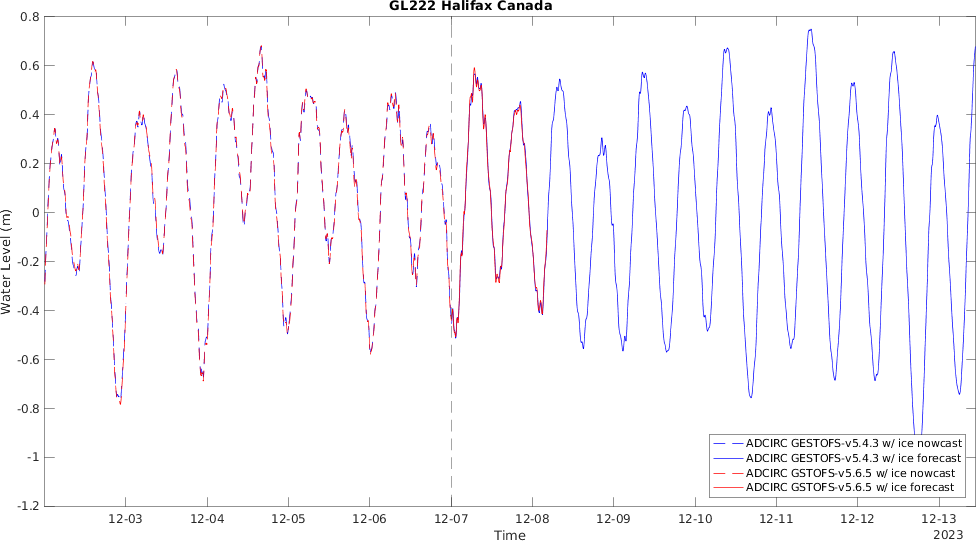 GL222 Halifax Canada
0.8
0.6
0.4
0.2
0
-0.2
-0.4
-0.6
-0.8
-1
-1.2
Water Level (m)
ADCIRC GESTOFS-v5.4.3 w/ ice nowcast
ADCIRC GESTOFS-v5.4.3 w/ ice forecast
ADCIRC GSTOFS-v5.6.5 w/ ice nowcast
ADCIRC GSTOFS-v5.6.5 w/ ice forecast
12-03 12-04 12-05 12-06 12-07 12-08 12-09 12-10 12-11 12-12 12-13
Time
2023